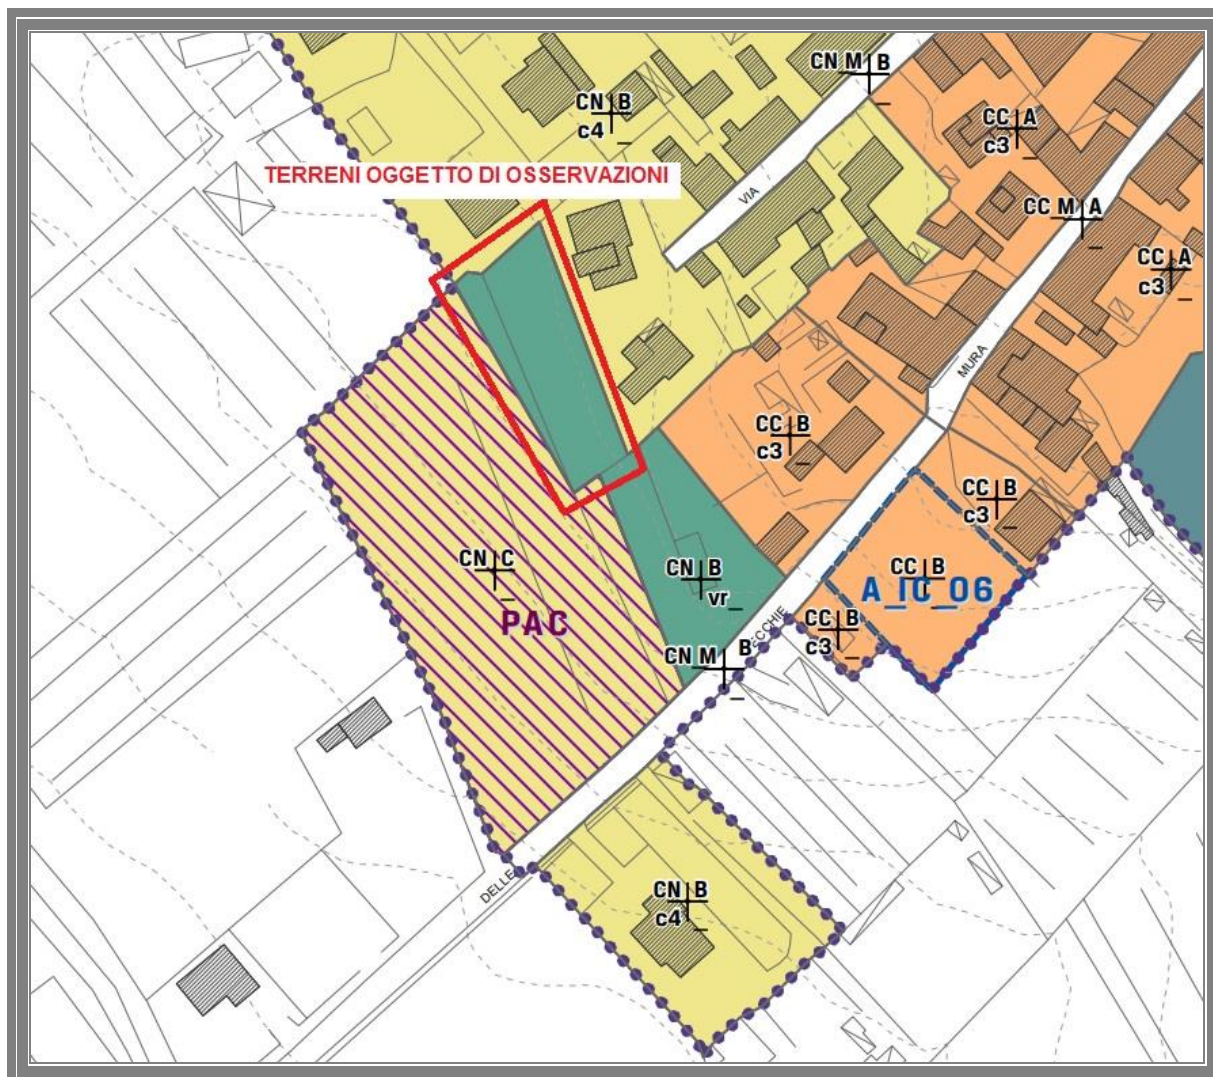 CN M B
_
CN B
c4 _
CC A
c3 _
TERRENI OGGETTO DI OSSERVAZIONI
VIA
CC M A
_
CC A
c3 _
MURA
CC B
c3 _
CC B
c3 _
CN C
_
PAC
CN B
vr _
CC B
A_IC_06
CC B
c3 _
ECCHIE
CN M B
_
DELLE
CN B
c4 _